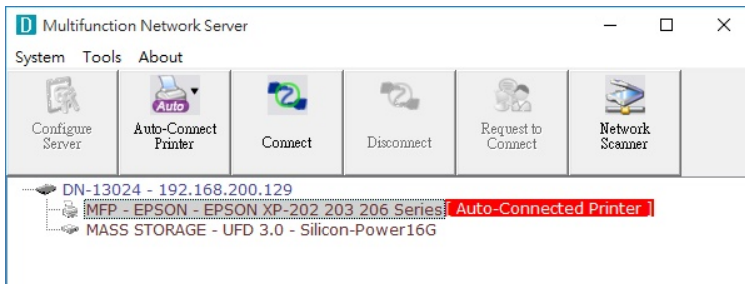 D Multifunction Network Server
System Tools About
Configure Server
Auto
Auto-Connect Printer
Connect
Disconnect
Request to Connect
Network Scanner
DN-13024 - 192.168.200.129
MFP - EPSON - EPSON XP-202 203 206 Series [ Auto-Connected Printer ]
MASS STORAGE - UFD 3.0 - Silicon-Power16G